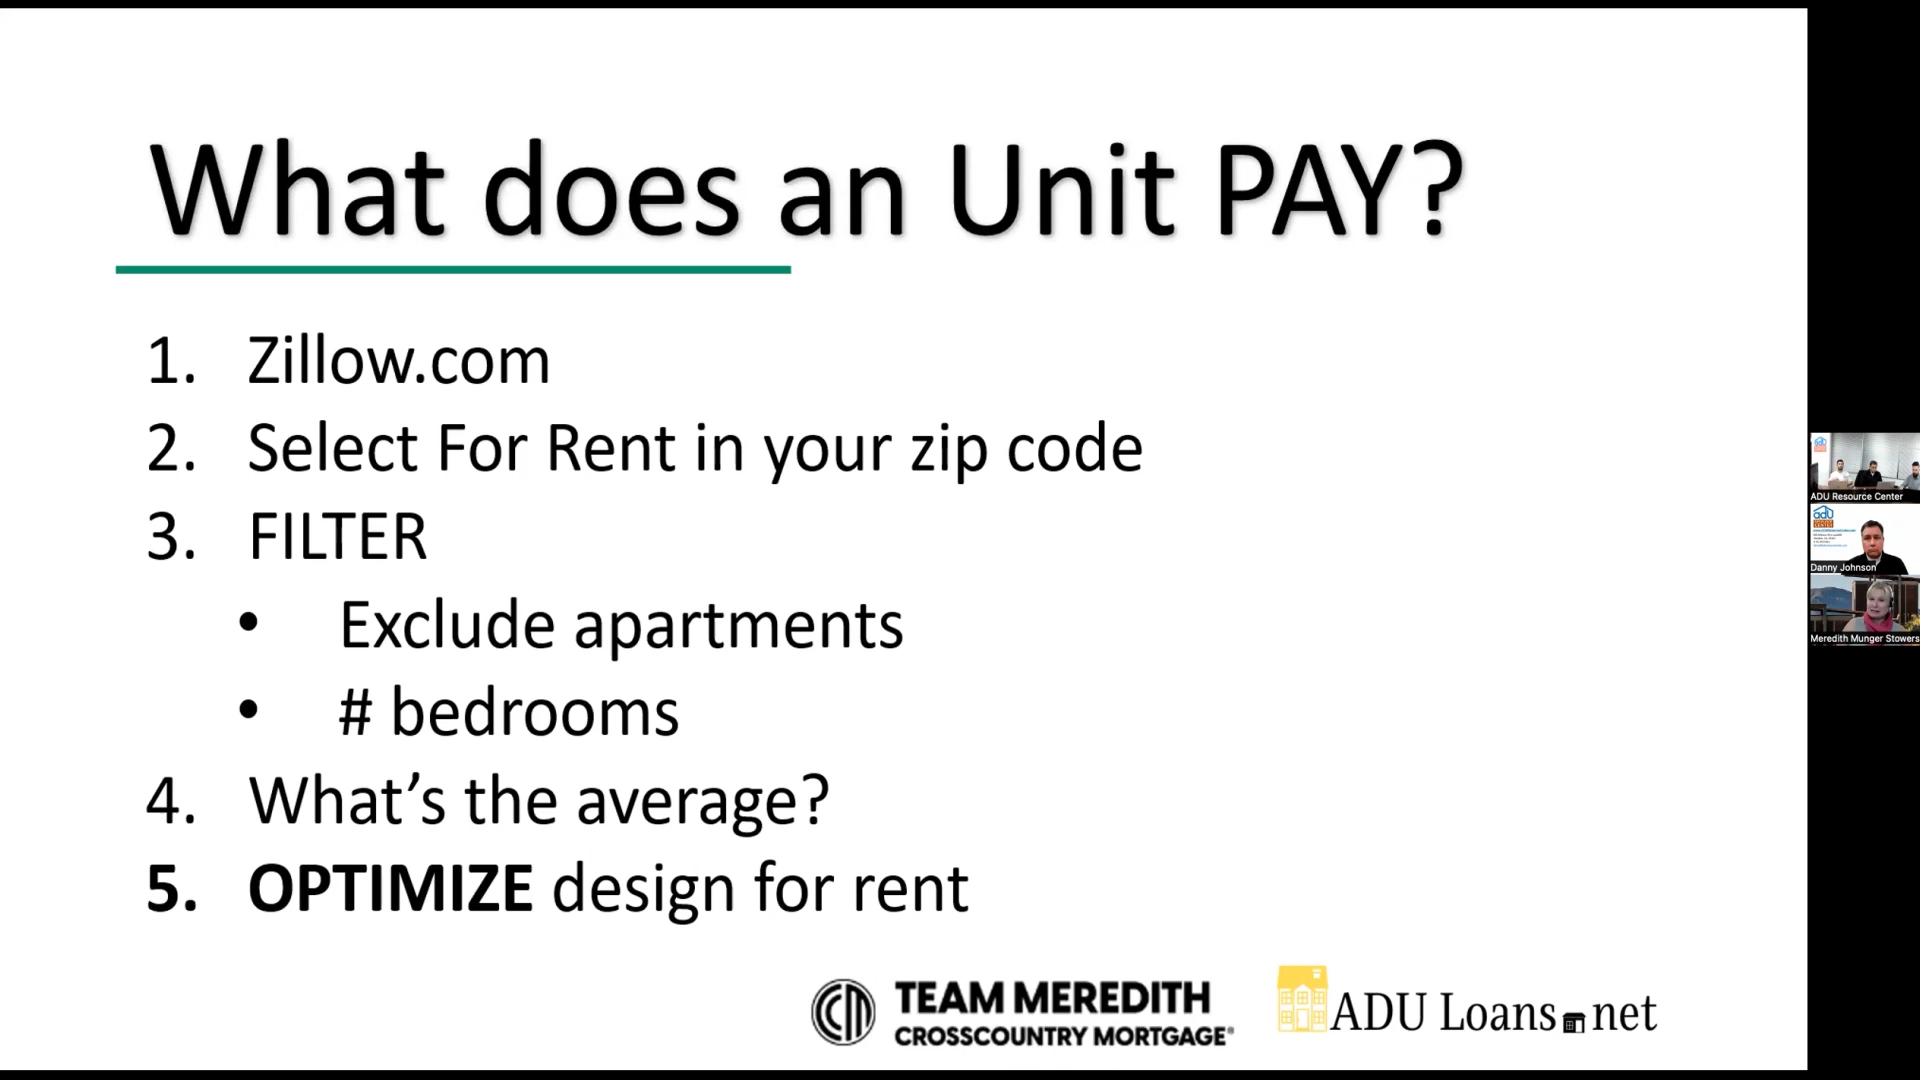 What does an Unit PAY?
1. Zillow.com
2. Select For Rent in your zip code
3. FILTER
• Exclude apartments
• # bedrooms
4. What’s the average?
5. OPTIMIZE design for rent
TEAM MEREDITH
CROSSCOUNTRY MORTGAGE®
ADU Loans.net
ADU Resource Center
adu
Danny Johnson
Meredith Munger Stowers